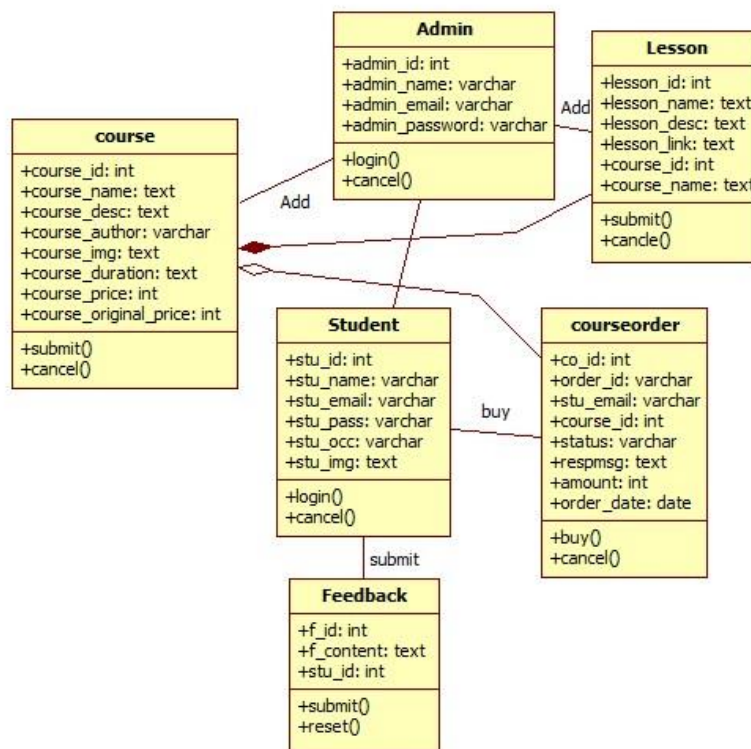 Admin
+admin_id: int
+admin_name: varchar
+admin_email: varchar
+admin_password: varchar
+login()
+cancel()
Lesson
+lesson_id: int
+lesson_name: text
+lesson_desc: text
+lesson_link: text
+course_id: int
+course_name: text
+submit()
+cancle()
Add
course
+course_id: int
+course_name: text
+course_desc: text
+course_author: varchar
+course_img: text
+course_duration: text
+course_price: int
+course_original_price: int
+submit()
+cancel()
Add
Student
+stu_id: int
+stu_name: varchar
+stu_email: varchar
+stu_pass: varchar
+stu_occ: varchar
+stu_img: text
+login()
+cancel()
buy
courseorder
+co_id: int
+order_id: varchar
+stu_email: varchar
+course_id: int
+status: varchar
+respmsg: text
+amount: int
+order_date: date
+buy()
+cancel()
submit
Feedback
+f_id: int
+f_content: text
+stu_id: int
+submit()
+reset()